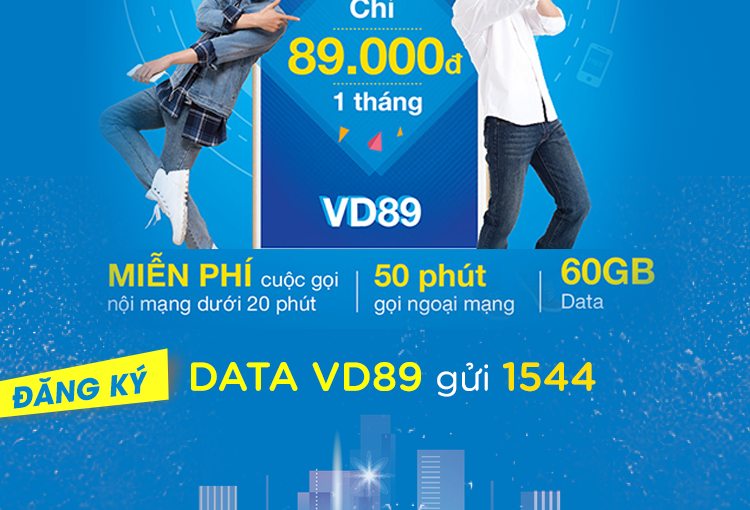 Chỉ
89.000đ
1 tháng
VD89
MIỄN PHÍ cuộc gọi
nội mạng dưới 20 phút
50 phút
gọi ngoại mạng
60GB
Data
ĐĂNG KÝ
DATA VD89 gửi 1544